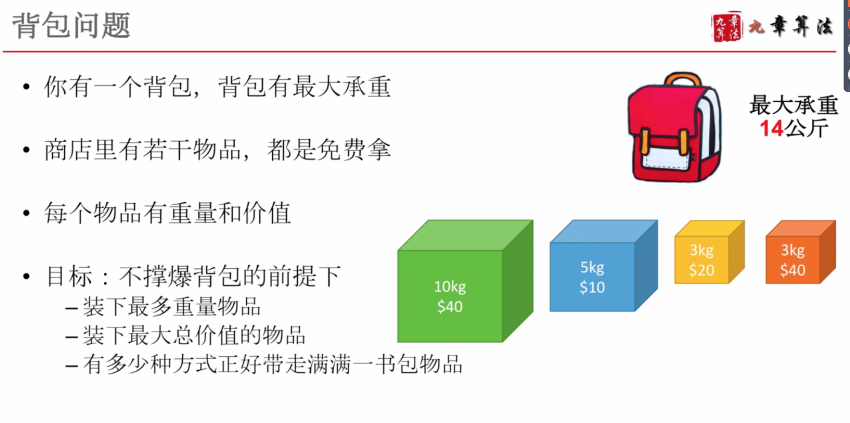 背包问题
九章算法
九章算法
• 你有一个背包，背包有最大承重
• 商店里有若干物品，都是免费拿
• 每个物品有重量和价值
• 目标：不撑爆背包的前提下
– 装下最多重量物品
– 装下最大总价值的物品
– 有多少种方式正好带走满满一书包物品
最大承重
14公斤
10kg
$40
5kg
$10
3kg
$20
3kg
$40